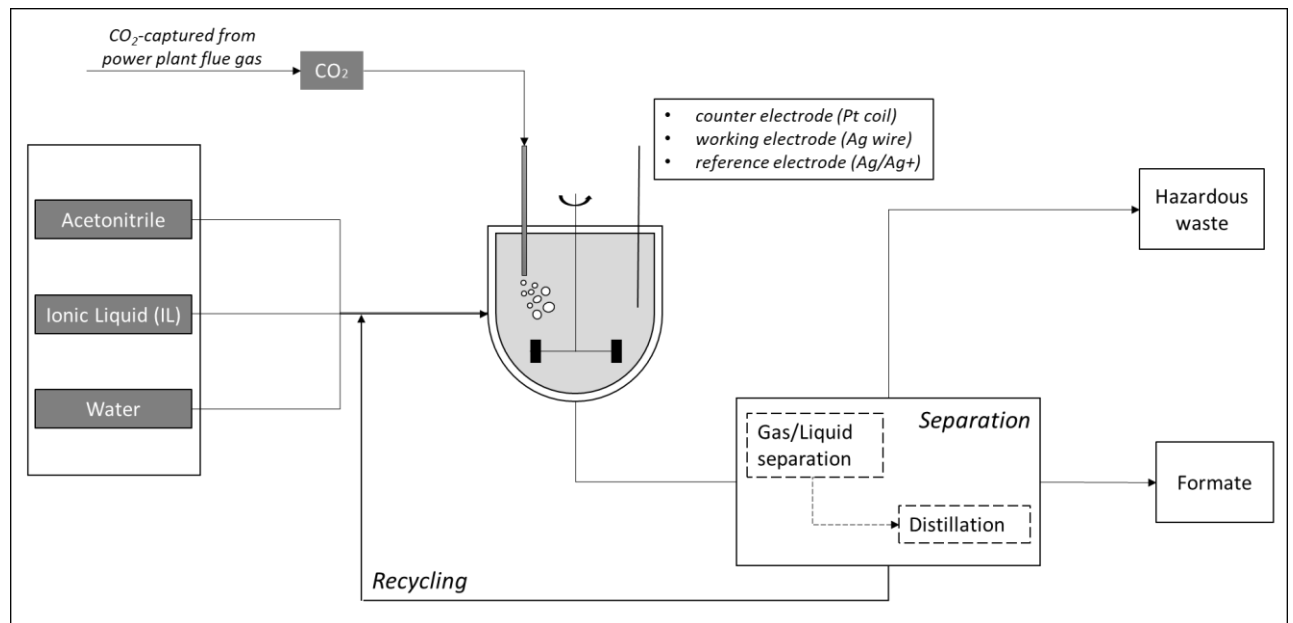 CO₂-captured from
power plant flue gas
CO₂
• counter electrode (Pt coil)
• working electrode (Ag wire)
• reference electrode (Ag/Ag+)
Acetonitrile
Ionic Liquid (IL)
Water
Hazardous
waste
Separation
Gas/Liquid
separation
Distillation
Formate
Recycling